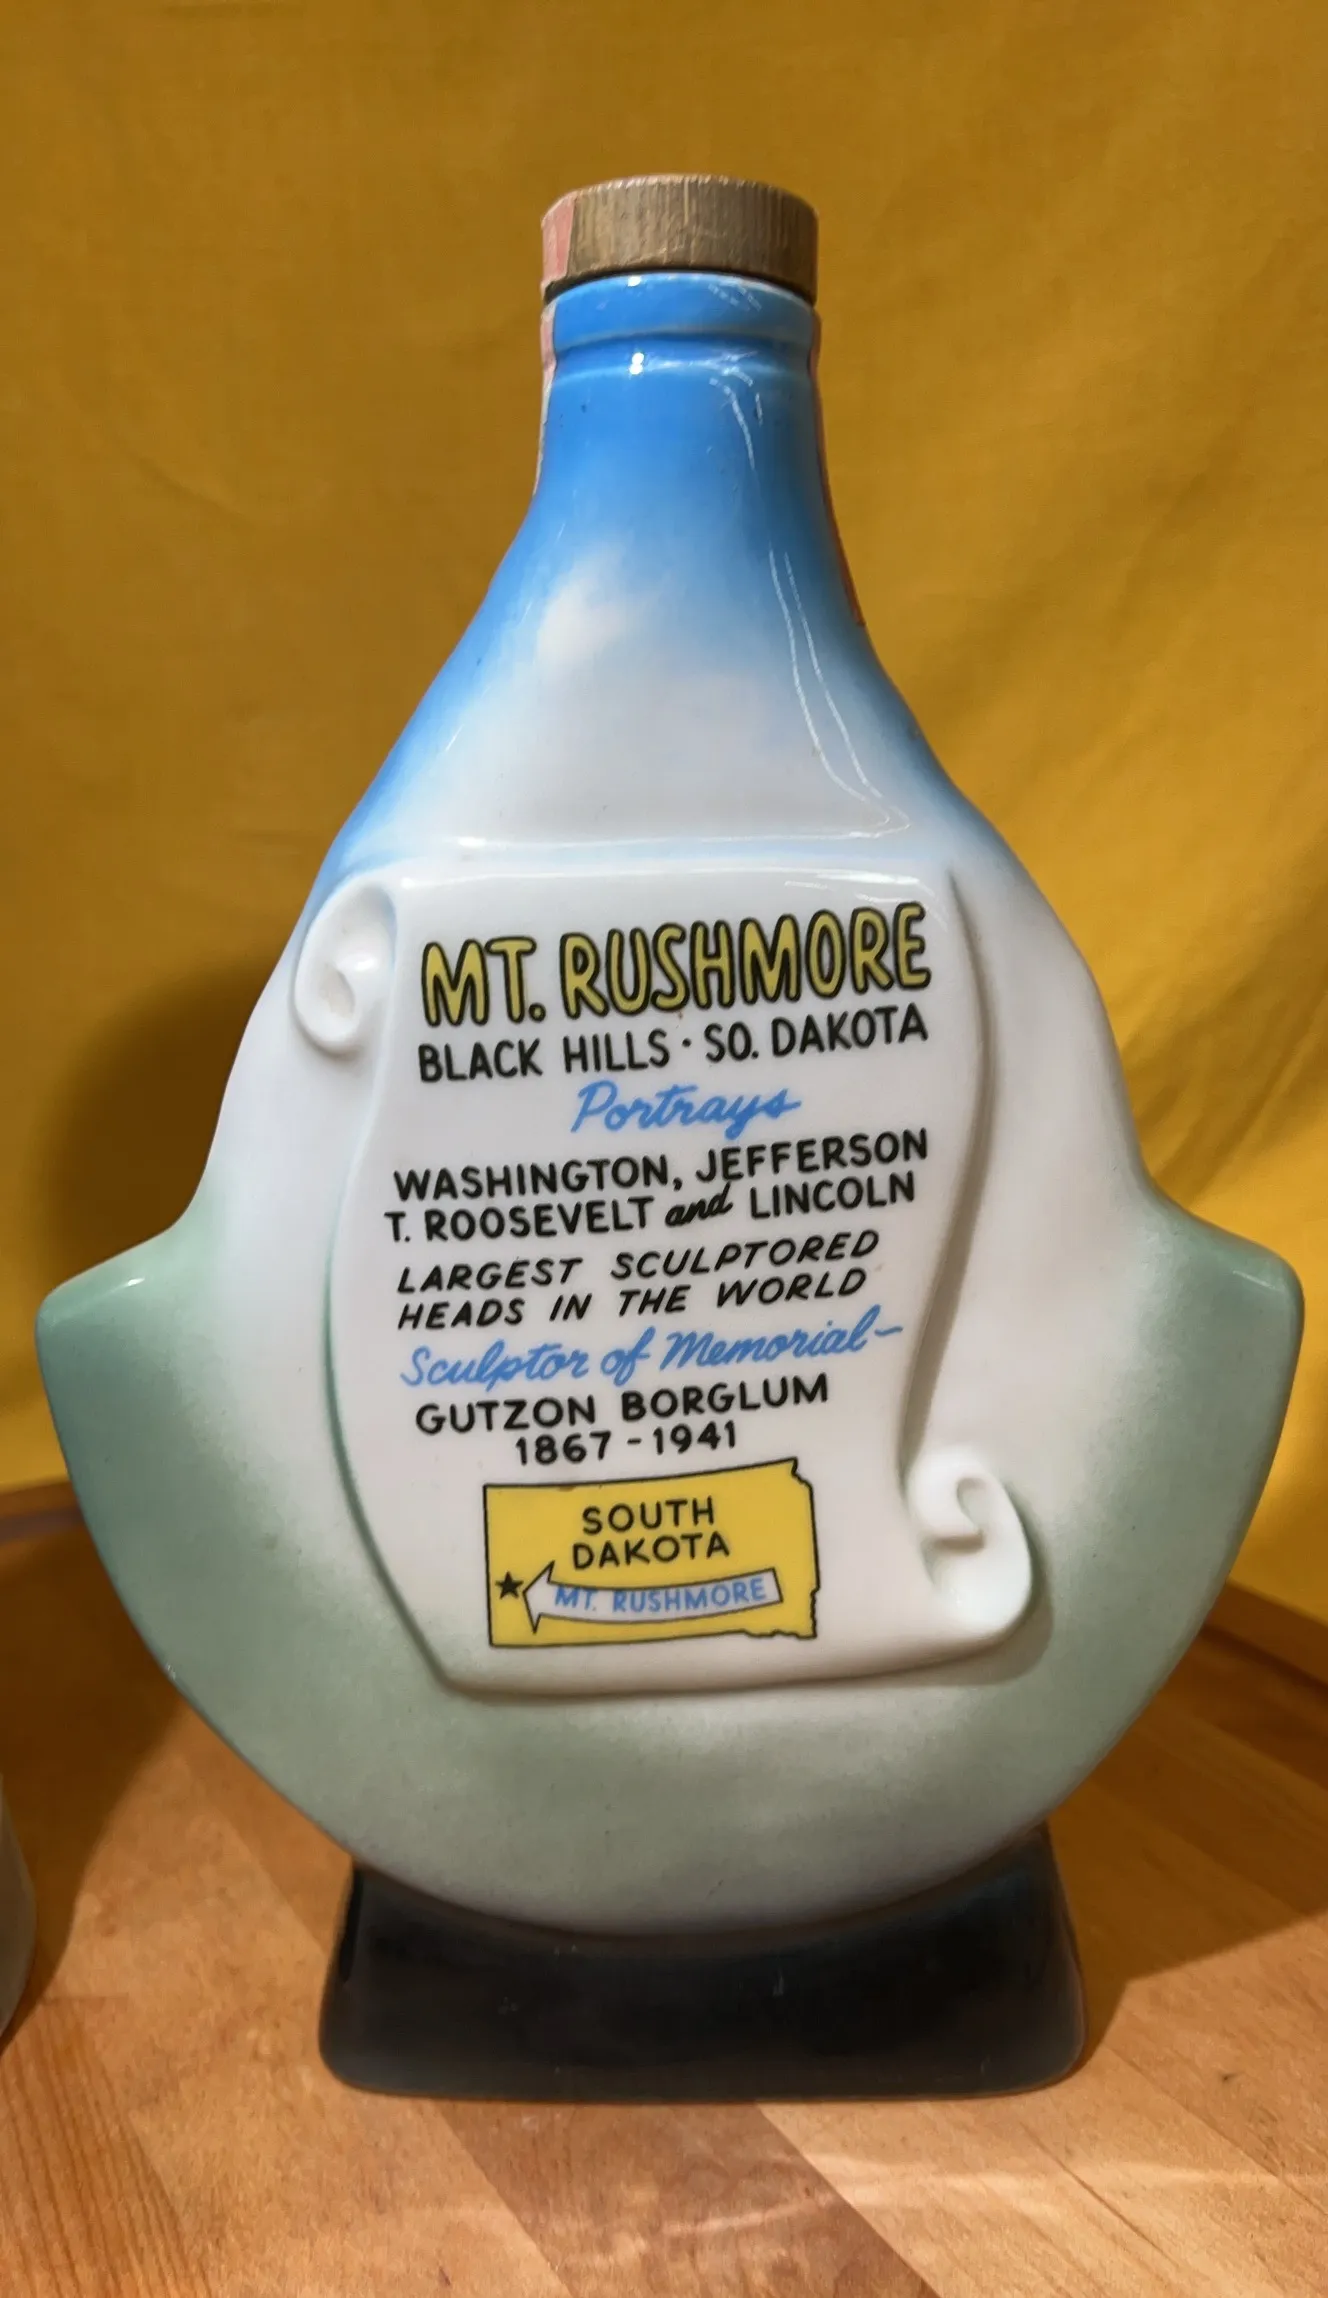 MT. RUSHMORE
BLACK HILLS · SO. DAKOTA
Portrays
WASHINGTON, JEFFERSON
T. ROOSEVELT and LINCOLN
LARGEST SCULPTORED
HEADS IN THE WORLD
Sculptor of Memorial–
GUTZON BORGLUM
1867 - 1941
SOUTH
DAKOTA
MT. RUSHMORE